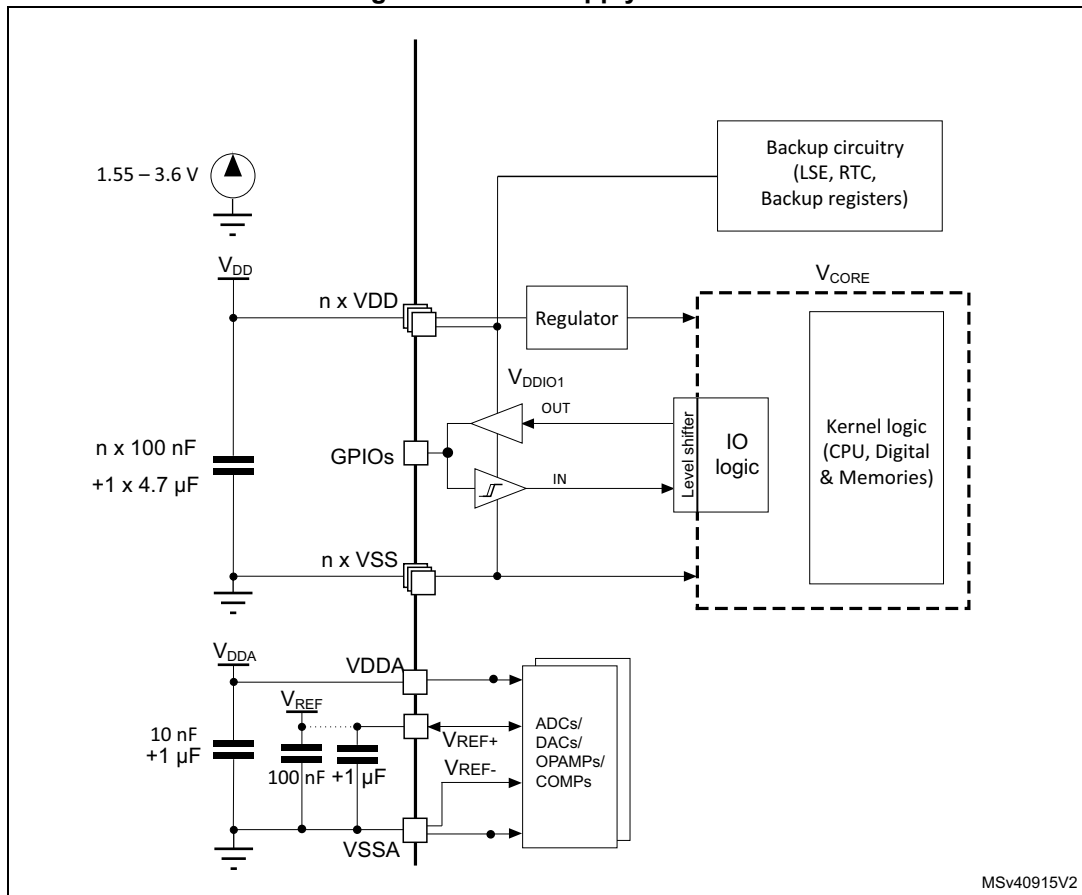 1.55 – 3.6 V
Backup circuitry
(LSE, RTC,
Backup registers)
VDD
VCORE
n x VDD
Regulator
VDDIO1
OUT
n x 100 nF
+1 x 4.7 µF
GPIOs
IN
Level shifter
IO
logic
Kernel logic
(CPU, Digital
& Memories)
n x VSS
VDDA
VDDA
VREF
10 nF
+1 µF
100 nF
+1 µF
VREF+
VREF-
ADCs/
DACs/
OPAMPs/
COMPs
VSSA
MSv40915V2